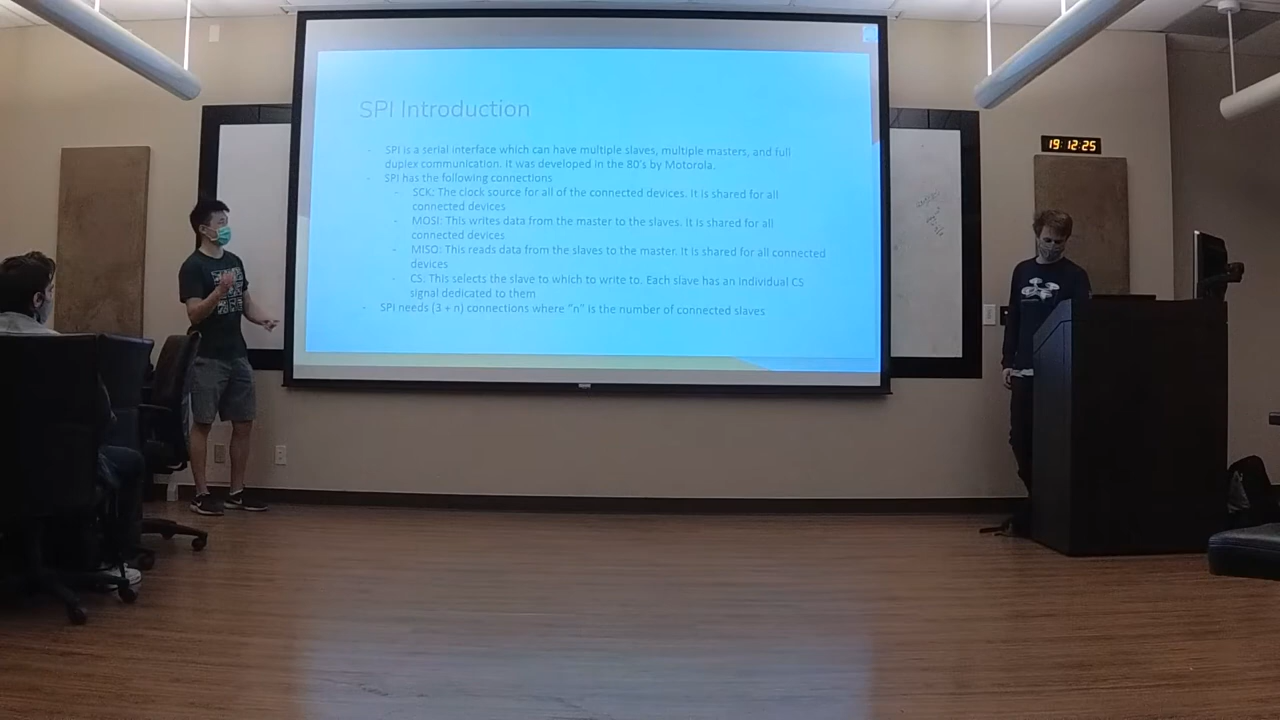 SPI Introduction
- SPI is a serial interface which can have multiple slaves, multiple masters, and full
duplex communication. It was developed in the 80's by Motorola.
- SPI has the following connections
- SCK: The clock source for all of the connected devices. It is shared for all
connected devices
- MOSI: This writes data from the master to the slaves. It is shared for all
connected devices
- MISO: This reads data from the slaves to the master. It is shared for all connected
devices
- CS: This selects the slave to which to write to. Each slave has an individual CS
signal dedicated to them
- SPI needs (3 + n) connections where "n" is the number of connected slaves
19:12:25